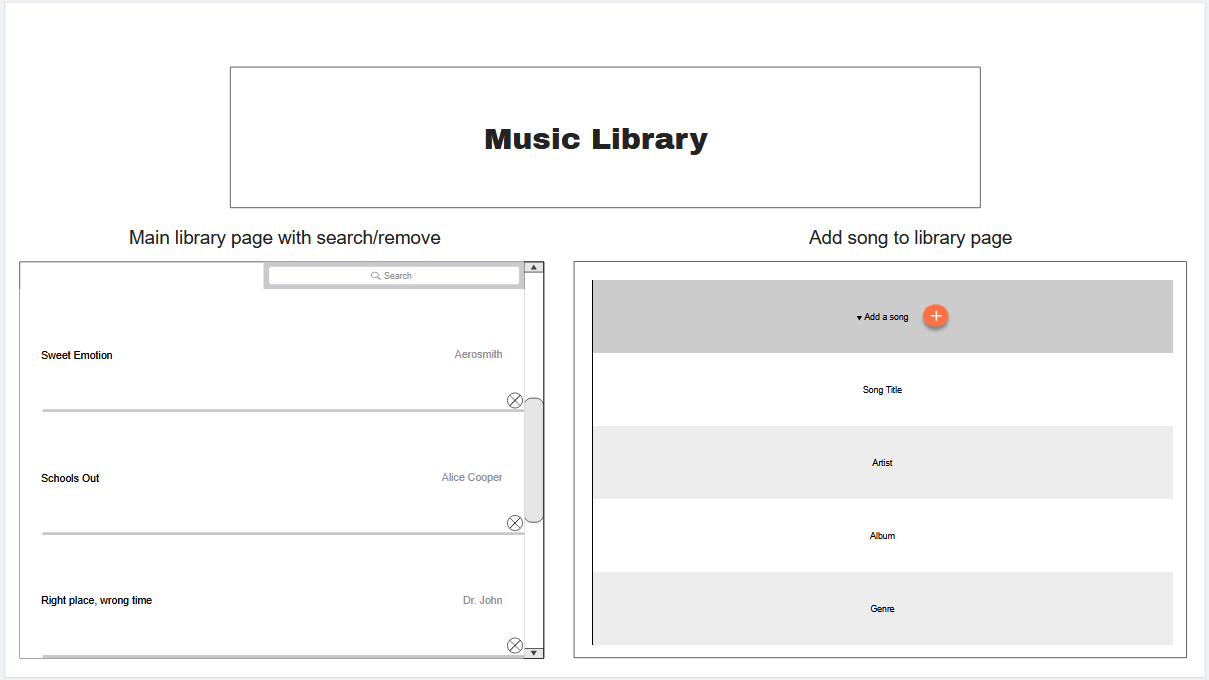 Music Library
Main library page with search/remove
Add song to library page
Search
Sweet Emotion
Aerosmith
Schools Out
Alice Cooper
Right place, wrong time
Dr. John
Add a song
Song Title
Artist
Album
Genre